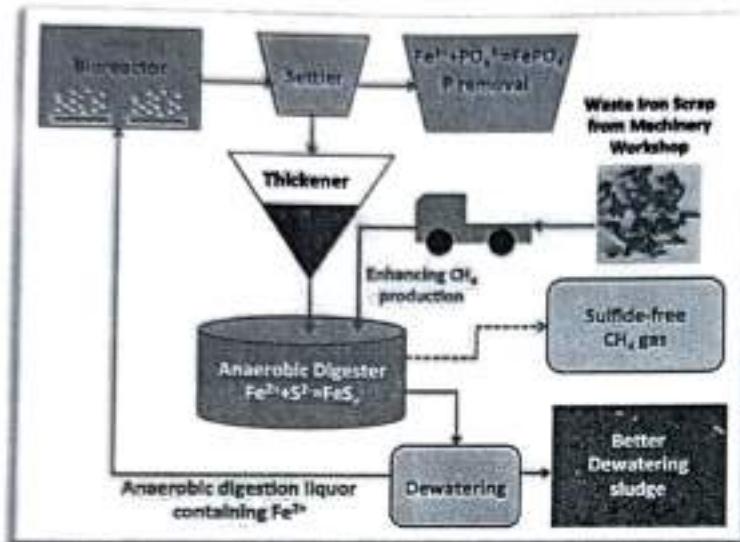 Bioreactor
Settler
Fe³⁺+PO₄³⁻=FePO₄
P removal
Waste Iron Scrap
from Machinery
Workshop
Thickener
Enhancing CH₄
production
Sulfide-free
CH₄ gas
Anaerobic Digester
Fe²⁺+S²⁻=FeSₓ
Better
Dewatering
sludge
Dewatering
Anaerobic digestion liquor
containing Fe²⁺